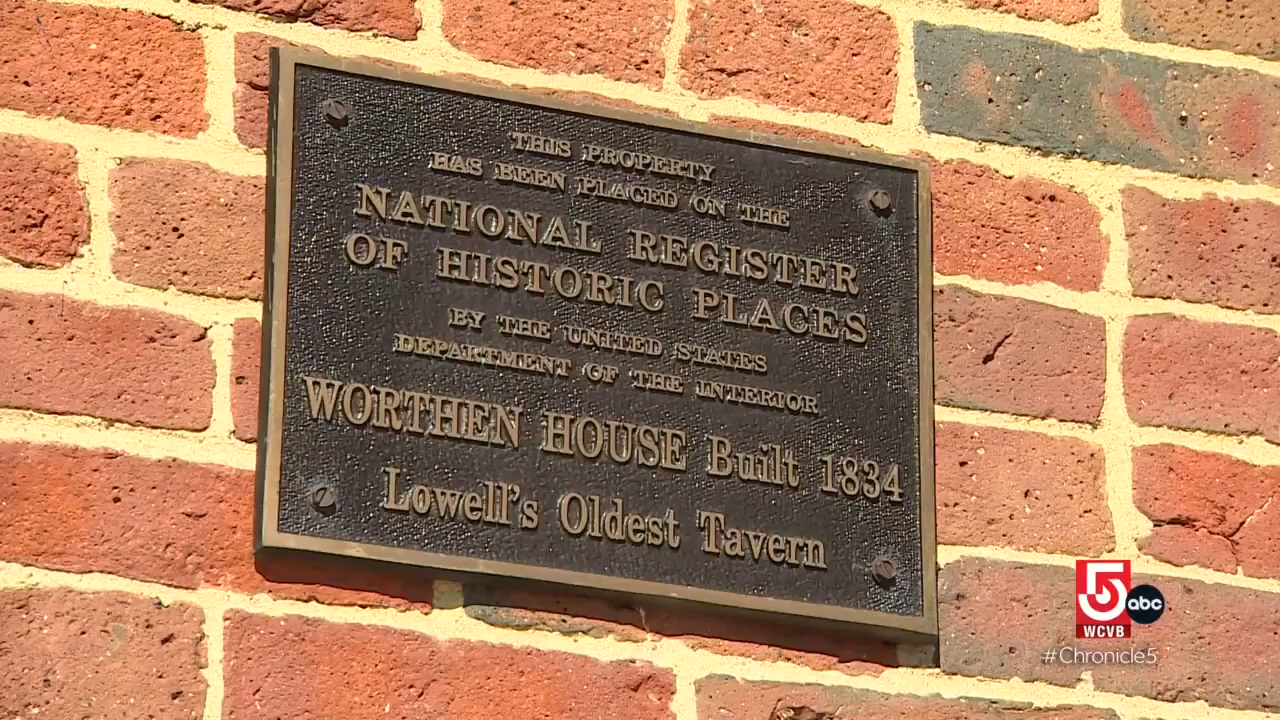 THIS PROPERTY
HAS BEEN PLACED ON THE
NATIONAL REGISTER
OF HISTORIC PLACES
BY THE UNITED STATES
DEPARTMENT OF THE INTERIOR
WORTHEN HOUSE Built 1834
Lowell's Oldest Tavern
5 abc
WCVB
#Chronicle5